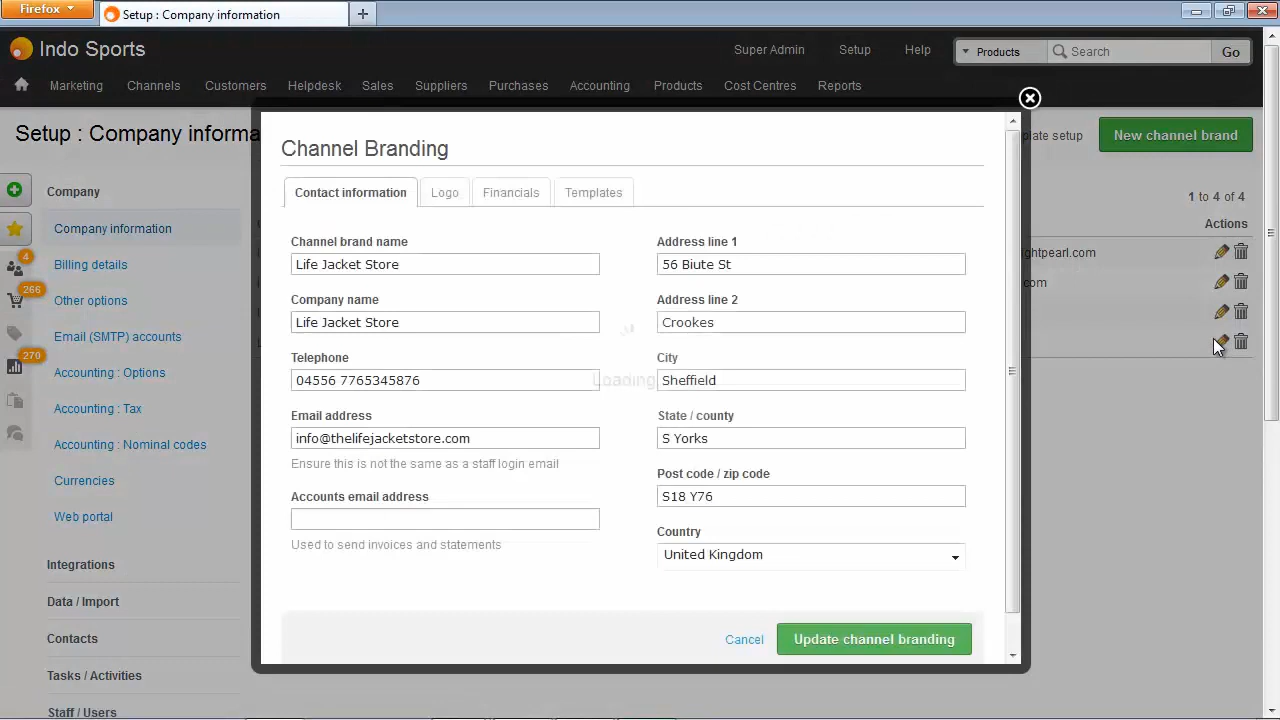 Firefox
Setup : Company information
Indo Sports
Super Admin
Setup
Help
Products
Search
Go
Marketing
Channels
Customers
Helpdesk
Sales
Suppliers
Purchases
Accounting
Products
Cost Centres
Reports
Setup : Company informa
plate setup
New channel brand
1 to 4 of 4
Actions
ghtpearl.com
com
4
266
270
Company
Company information
Billing details
Other options
Email (SMTP) accounts
Accounting : Options
Accounting : Tax
Accounting : Nominal codes
Currencies
Web portal
Integrations
Data / Import
Contacts
Tasks / Activities
Staff / Users
Channel Branding
Contact information
Logo
Financials
Templates
Channel brand name
Life Jacket Store
Company name
Life Jacket Store
Telephone
04556 7765345876
Email address
info@thelifejacketstore.com
Ensure this is not the same as a staff login email
Accounts email address
Used to send invoices and statements
Loading
Address line 1
56 Biute St
Address line 2
Crookes
City
Sheffield
State / county
S Yorks
Post code / zip code
S18 Y76
Country
United Kingdom
Cancel
Update channel branding